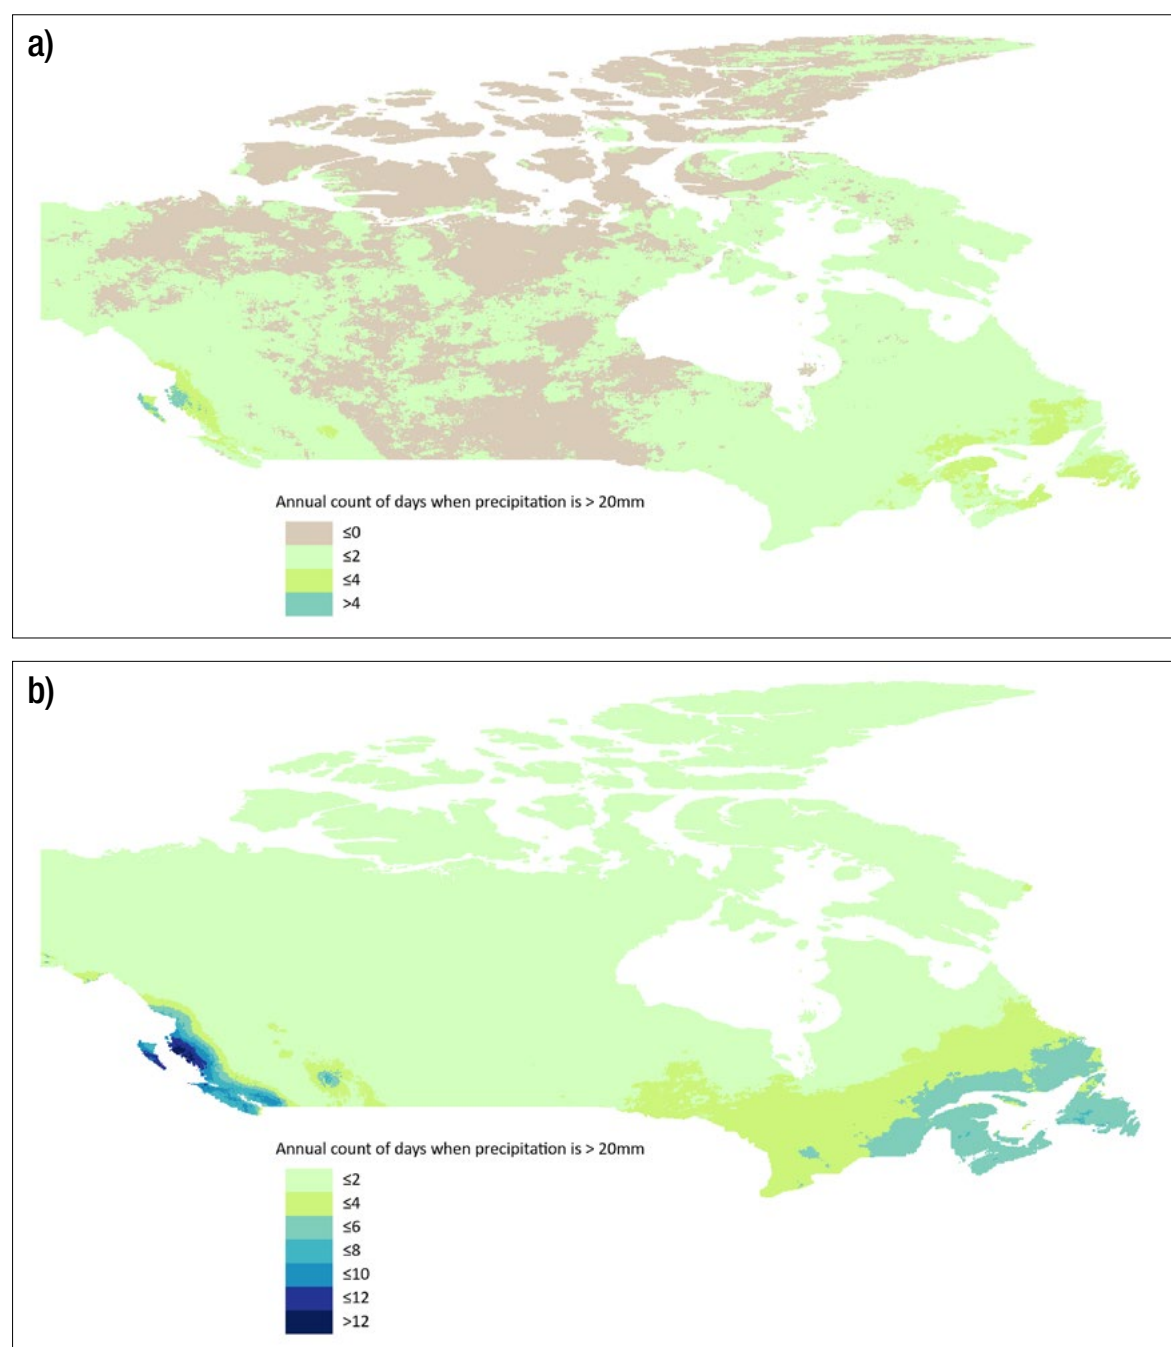 a)
Annual count of days when precipitation is > 20mm
≤0
≤2
≤4
>4
b)
Annual count of days when precipitation is > 20mm
≤2
≤4
≤6
≤8
≤10
≤12
>12